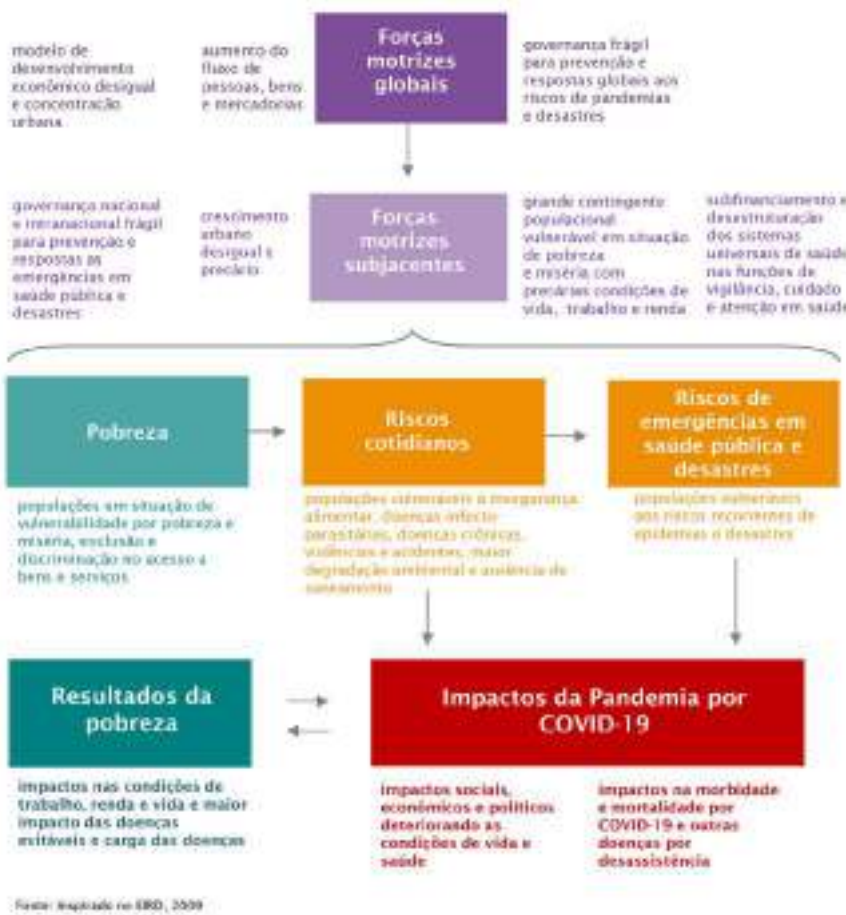 Forças
motrizes
globais
modelo de
desenvolvimento
econômico desigual
e concentração
urbana
aumento do
fluxo de
pessoas, bens
e mercadorias
governança frágil
para prevenção e
respostas globais aos
riscos de pandemias
e desastres
Forças
motrizes
subjacentes
governança nacional
e intranacional frágil
para prevenção e
respostas as
emergências em
saúde pública e
desastres
crescimento
urbano
desigual e
precário
grande contingente
populacional
vulnerável em situação
de pobreza
e miséria com
precárias condições de
vida, trabalho e renda
subfinanciamento e
desestruturação
dos sistemas
universais de saúde
nas funções de
vigilância, cuidado
e atenção em saúde
Pobreza
populações em situação de
vulnerabilidade por pobreza e
miséria, exclusão e
discriminação no acesso a
bens e serviços
Riscos
cotidianos
populações vulneráveis a insegurança
alimentar, doenças infecto
parasitárias, doenças crônicas,
violências e acidentes, maior
degradação ambiental e ausência de
saneamento
Riscos de
emergências em
saúde pública e
desastres
populações vulneráveis
aos riscos recorrentes de
epidemias e desastres
Resultados da
pobreza
impactos nas condições de
trabalho, renda e vida e maior
impacto das doenças
evitáveis e carga das doenças
Impactos da Pandemia por
COVID-19
impactos sociais,
econômicos e políticos
deteriorando as
condições de vida e
saúde
impactos na morbidade
e mortalidade por
COVID-19 e outras
doenças por
desassistência
Fonte: Inspirado no EIRD, 2009